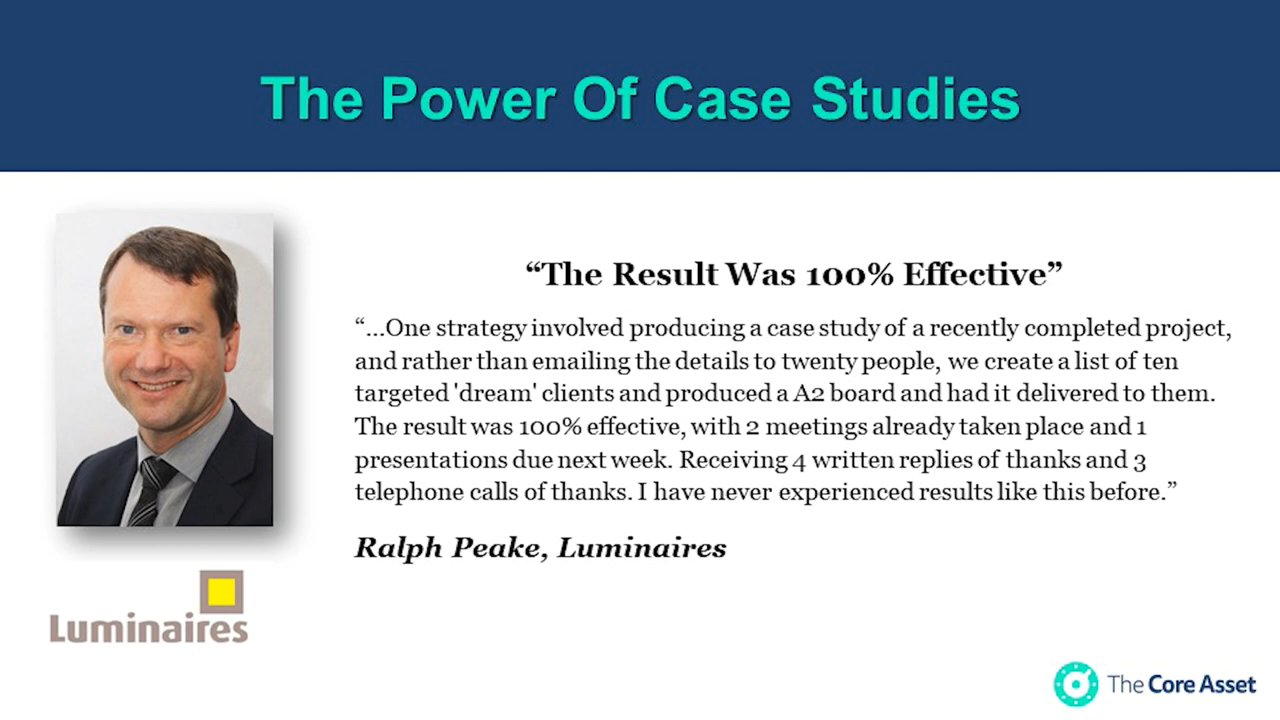 The Power Of Case Studies
“The Result Was 100% Effective”
“...One strategy involved producing a case study of a recently completed project,
and rather than emailing the details to twenty people, we create a list of ten
targeted 'dream' clients and produced a A2 board and had it delivered to them.
The result was 100% effective, with 2 meetings already taken place and 1
presentations due next week. Receiving 4 written replies of thanks and 3
telephone calls of thanks. I have never experienced results like this before.”
Ralph Peake, Luminaires
Luminaires
The Core Asset